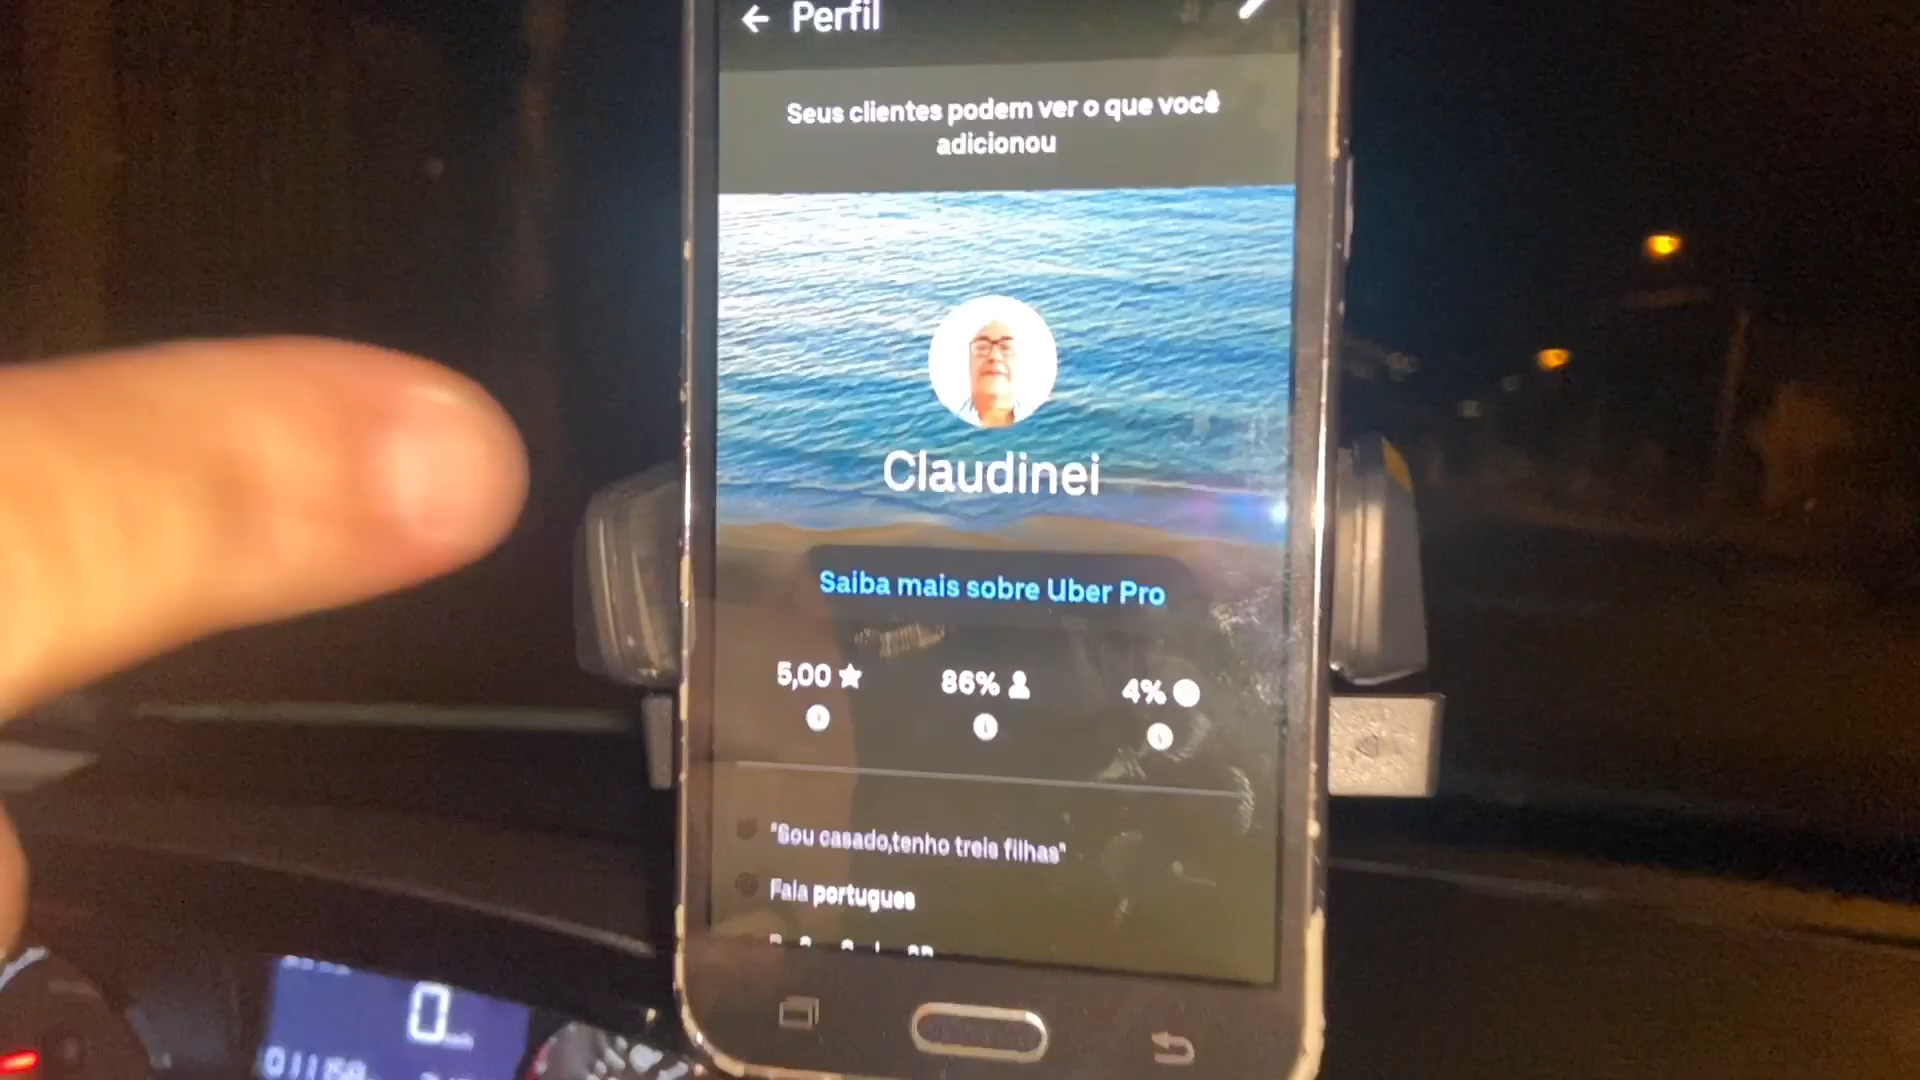 Perfil
Seus clientes podem ver o que você
adicionou
Claudinei
Saiba mais sobre Uber Pro
5,00 86% 4%
"Sou casado,tenho treis filhas"
Fala portugues
0